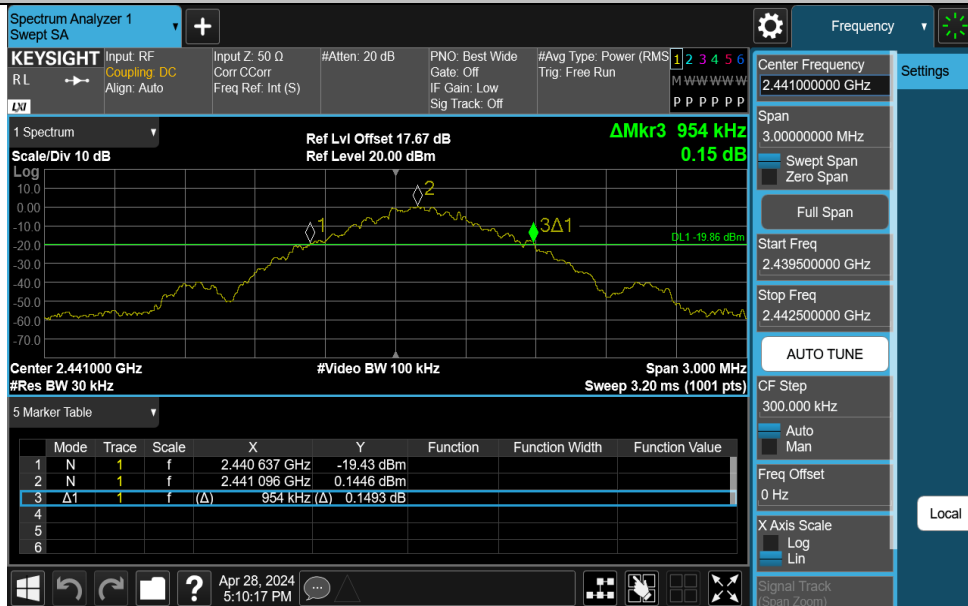 Spectrum Analyzer 1
Swept SA
+
Frequency
KEYSIGHT
RL
LXI
Input: RF
Coupling: DC
Align: Auto
Input Z: 50 Ω
Corr CCorr
Freq Ref: Int (S)
#Atten: 20 dB
PNO: Best Wide
Gate: Off
IF Gain: Low
Sig Track: Off
#Avg Type: Power (RMS
Trig: Free Run
1 2 3 4 5 6
M W W W W W
P P P P P P
1 Spectrum
Scale/Div 10 dB
Ref Lvl Offset 17.67 dB
Ref Level 20.00 dBm
ΔMkr3 954 kHz
0.15 dB
Log
10.0
0.00
-10.0
-20.0
-30.0
-40.0
-50.0
-60.0
-70.0
1
2
3Δ1
DL1 -19.86 dBm
Center 2.441000 GHz
#Video BW 100 kHz
Span 3.000 MHz
#Res BW 30 kHz
Sweep 3.20 ms (1001 pts)
5 Marker Table
Mode Trace Scale X Y Function Function Width Function Value
1 N 1 f 2.440 637 GHz -19.43 dBm
2 N 1 f 2.441 096 GHz 0.1446 dBm
3 Δ1 1 f (Δ) 954 kHz (Δ) 0.1493 dB
4
5
6
?
Apr 28, 2024
5:10:17 PM
Center Frequency
2.441000000 GHz
Span
3.00000000 MHz
Swept Span
Zero Span
Full Span
Start Freq
2.439500000 GHz
Stop Freq
2.442500000 GHz
AUTO TUNE
CF Step
300.000 kHz
Auto
Man
Freq Offset
0 Hz
X Axis Scale
Log
Lin
Signal Track
(Span Zoom)
Settings
Local